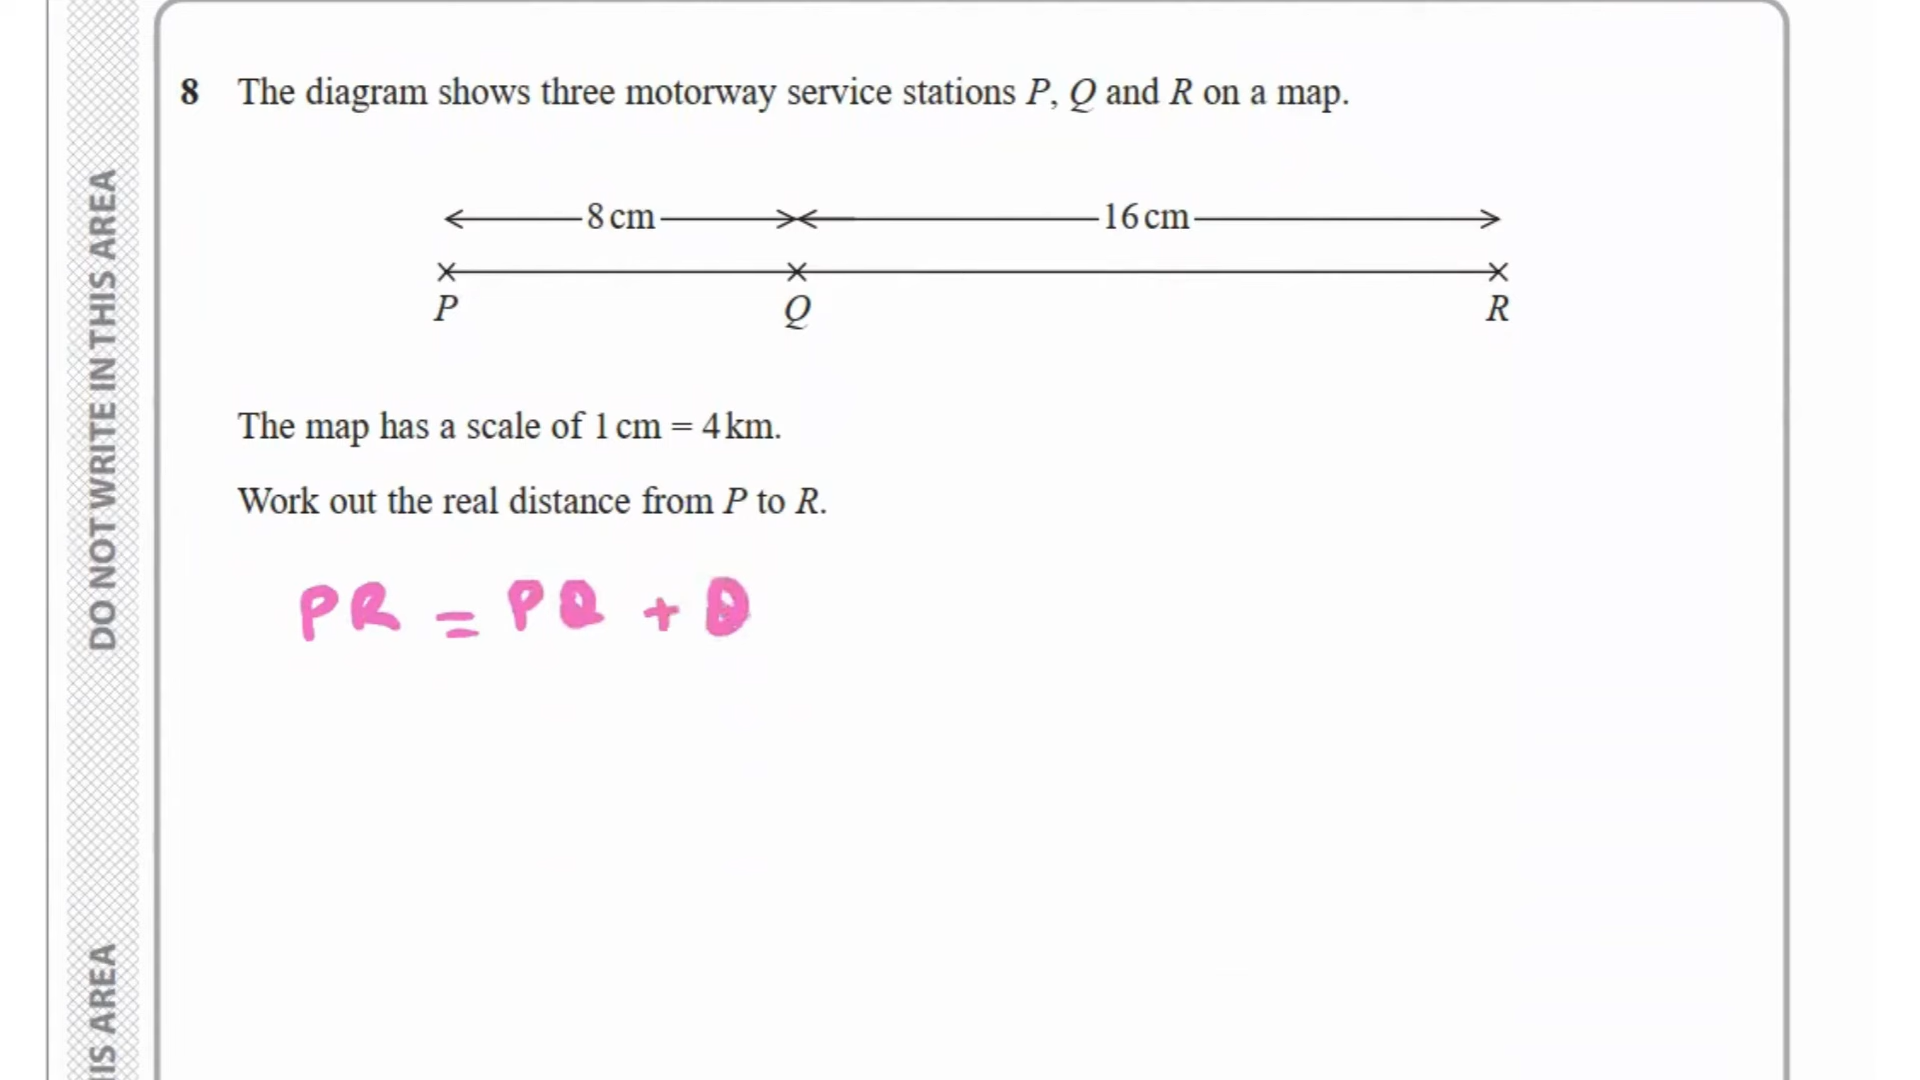 8 The diagram shows three motorway service stations P, Q and R on a map.
8 cm 16 cm
P Q R
The map has a scale of 1 cm = 4 km.
Work out the real distance from P to R.
PR = PQ + Q
DO NOT WRITE IN THIS AREA
IS AREA